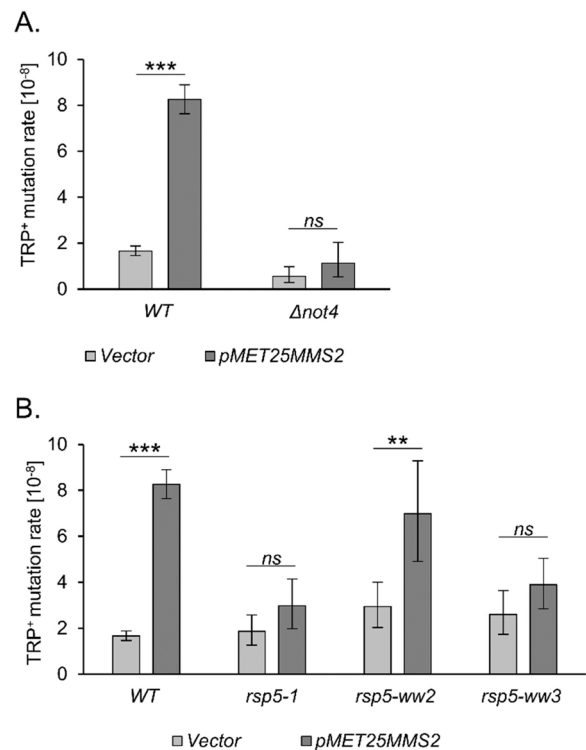 A.
TRP⁺ mutation rate [10⁻⁸]
10
8
6
4
2
0
***
ns
WT Δnot4
Vector pMET25MMS2
B.
TRP⁺ mutation rate [10⁻⁸]
10
8
6
4
2
0
*** ns ** ns
WT rsp5-1 rsp5-ww2 rsp5-ww3
Vector pMET25MMS2